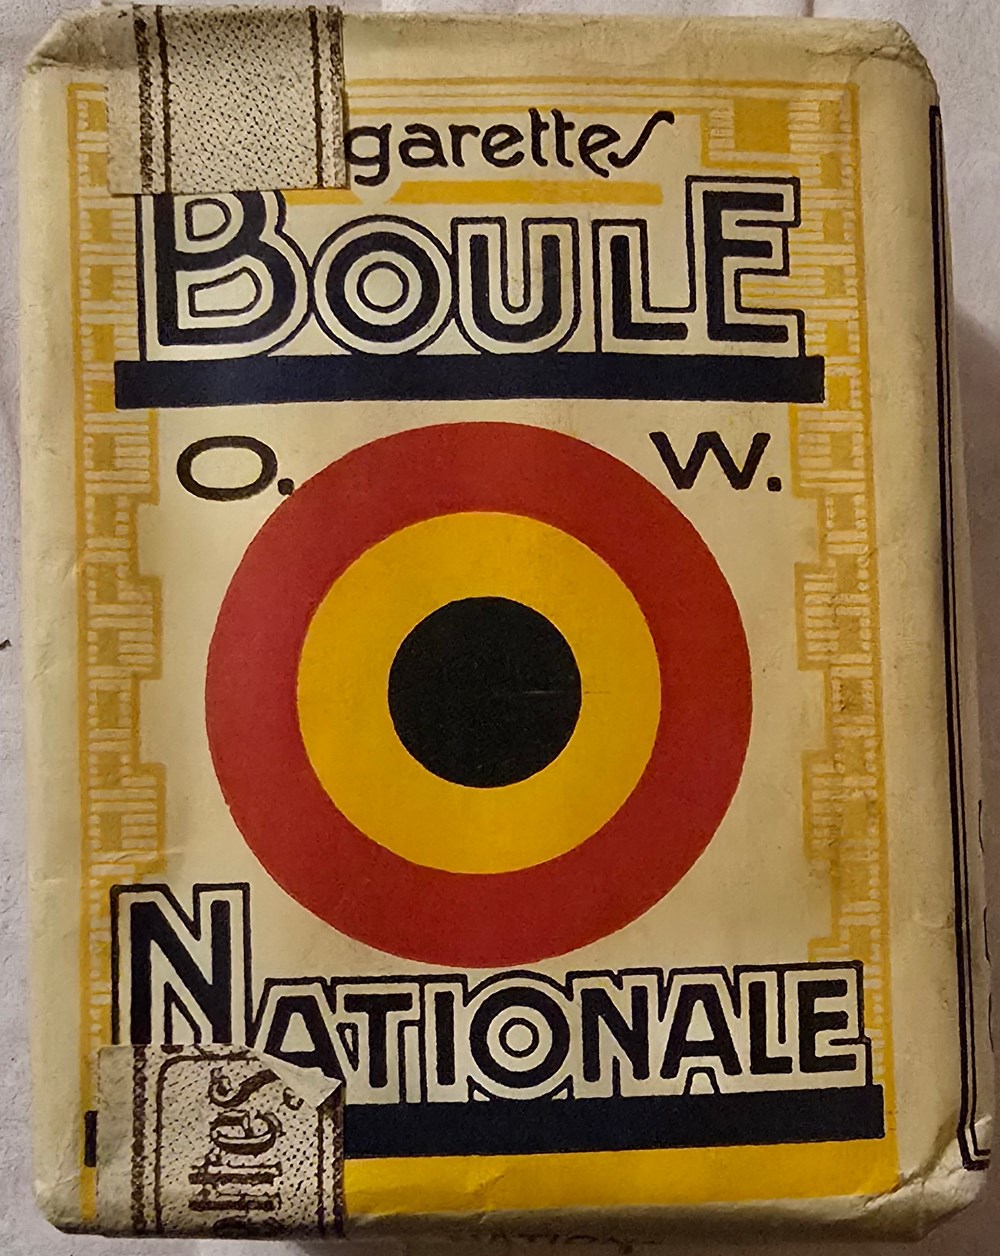 garettes
BOULE
O. W.
NATIONALE